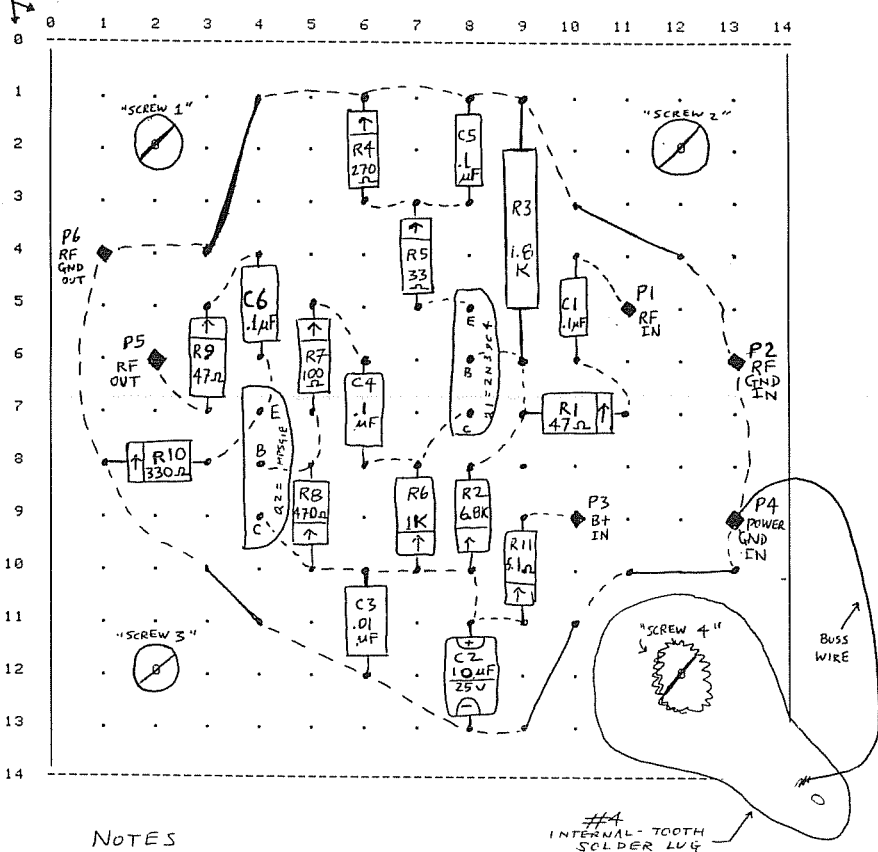 0 1 2 3 4 5 6 7 8 9 10 11 12 13 14
0
1
2
3
4
5
6
7
8
9
10
11
12
13
14
"SCREW 1"
"SCREW 2"
R4
270
Ω
C5
.1
µF
R3
1.8
K
P6
RF
GND
OUT
R5
33
Ω
C6
.1µF
C1
.1µF
P1
RF
IN
E
B
C
P5
RF
OUT
R9
47Ω
R7
100
Ω
C4
.1
µF
P2
RF
GND
IN
R1
47Ω
E
B
C
R10
330Ω
R8
470Ω
R6
1K
R2
6.8K
P3
B+
IN
P4
POWER
GND
IN
R11
5.1Ω
C3
.01
µF
"SCREW 3"
"SCREW 4"
BUSS
WIRE
+
C2
10µF
25V
−
NOTES
#4
INTERNAL-TOOTH
SOLDER LUG